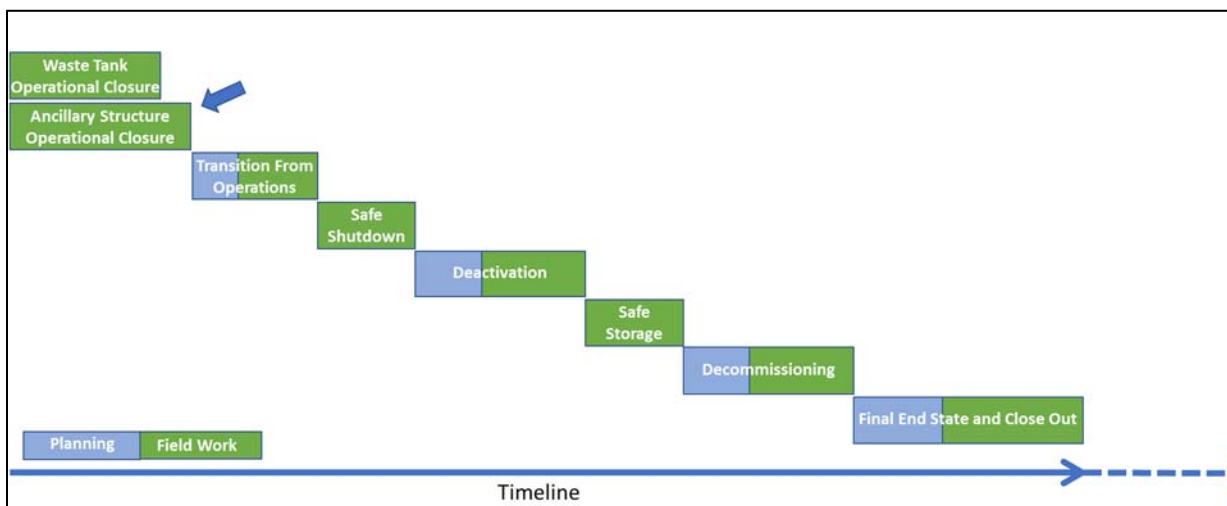 Waste Tank
Operational Closure
Ancillary Structure
Operational Closure
Transition From
Operations
Safe
Shutdown
Deactivation
Safe
Storage
Decommissioning
Final End State and Close Out
Planning
Field Work
Timeline